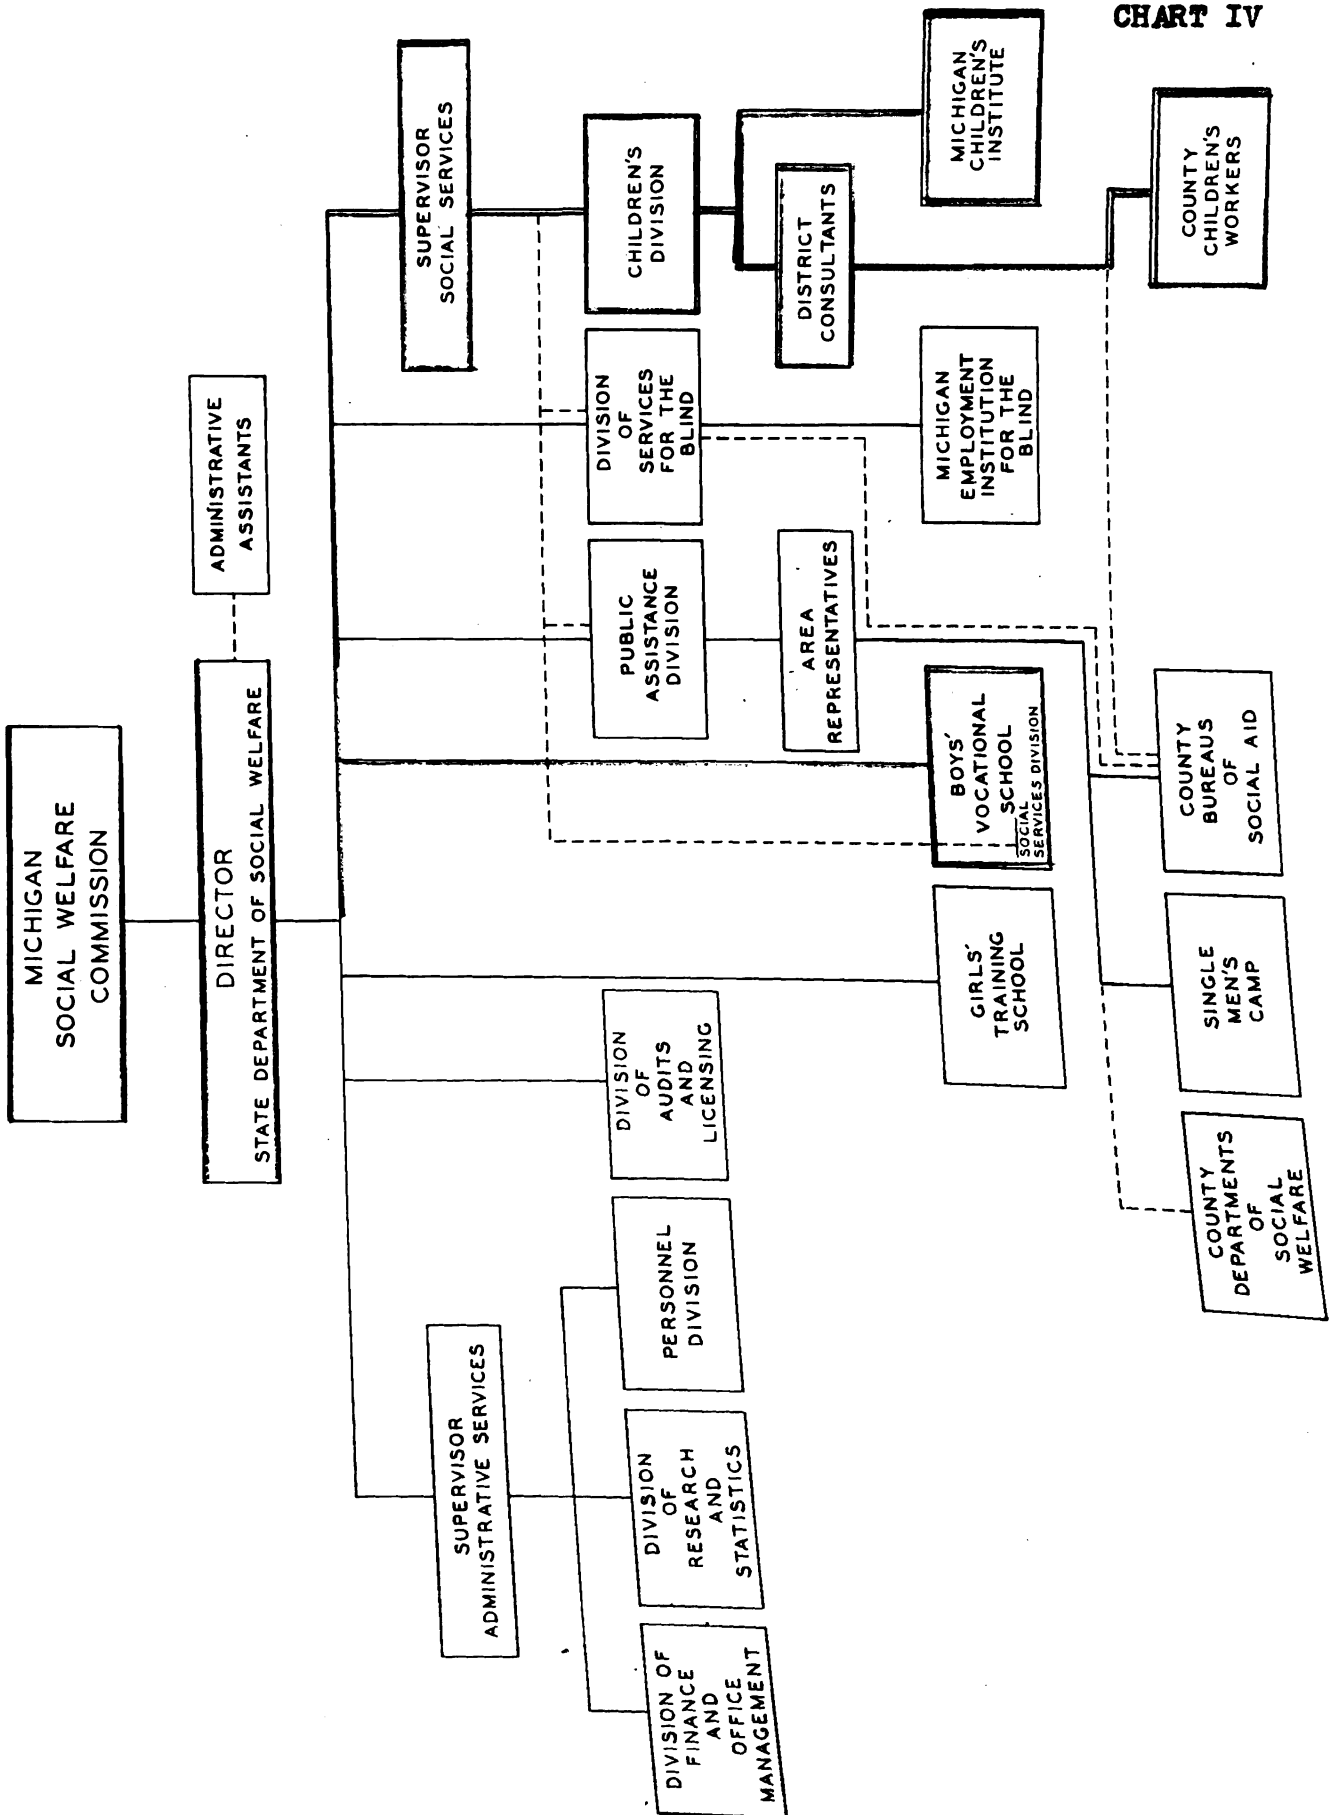 CHART IV
MICHIGAN
SOCIAL WELFARE
COMMISSION
DIRECTOR
STATE DEPARTMENT OF SOCIAL WELFARE
ADMINISTRATIVE
ASSISTANTS
SUPERVISOR
ADMINISTRATIVE SERVICES
SUPERVISOR
SOCIAL SERVICES
DIVISION OF
FINANCE
AND
OFFICE
MANAGEMENT
DIVISION
OF
RESEARCH
AND
STATISTICS
PERSONNEL
DIVISION
DIVISION
OF
AUDITS
AND
LICENSING
PUBLIC
ASSISTANCE
DIVISION
DIVISION
OF
SERVICES
FOR THE
BLIND
CHILDREN'S
DIVISION
AREA
REPRESENTATIVES
DISTRICT
CONSULTANTS
GIRLS'
TRAINING
SCHOOL
BOYS'
VOCATIONAL
SCHOOL
SOCIAL
SERVICES DIVISION
MICHIGAN
EMPLOYMENT
INSTITUTION
FOR THE
BLIND
MICHIGAN
CHILDREN'S
INSTITUTE
COUNTY
DEPARTMENTS
OF
SOCIAL
WELFARE
SINGLE
MEN'S
CAMP
COUNTY
BUREAUS
OF
SOCIAL AID
COUNTY
CHILDREN'S
WORKERS